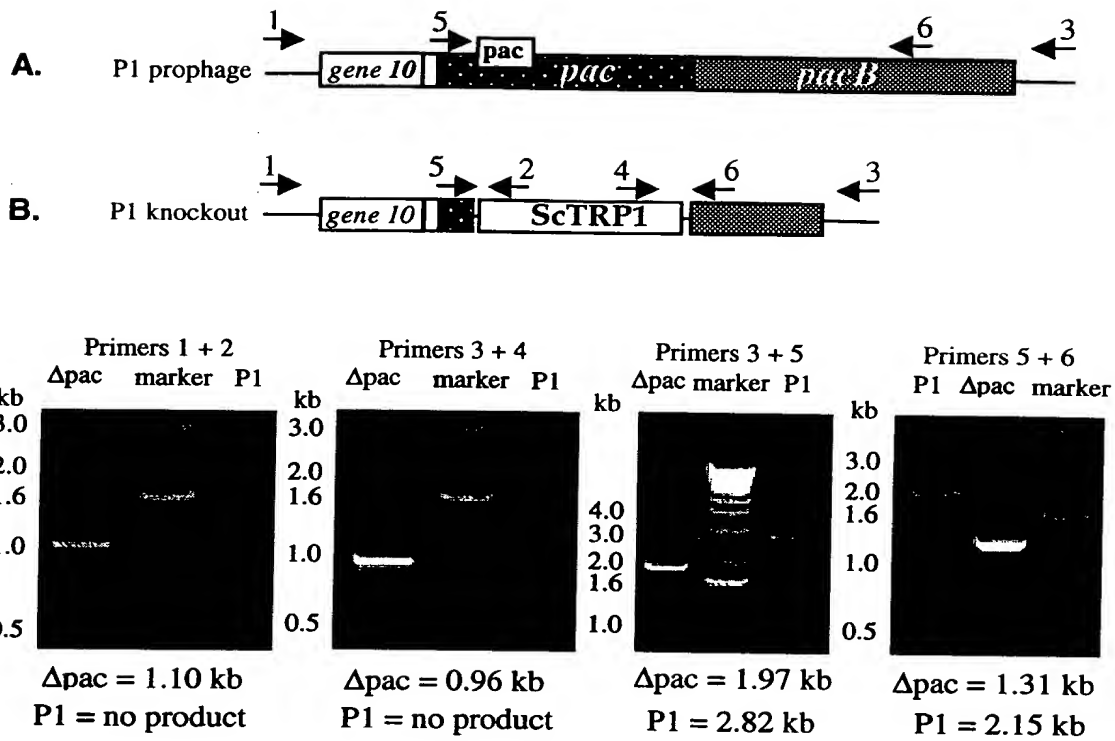 1 5 6 3
pac
A. P1 prophage gene 10 pac pacB
1 5 2 4 6 3
B. P1 knockout gene 10 ScTRP1
Primers 1 + 2
Δpac marker P1
kb
3.0
2.0
1.6
1.0
0.5
Δpac = 1.10 kb
P1 = no product
Primers 3 + 4
Δpac marker P1
kb
3.0
2.0
1.6
1.0
0.5
Δpac = 0.96 kb
P1 = no product
Primers 3 + 5
Δpac marker P1
kb
4.0
3.0
2.0
1.6
1.0
Δpac = 1.97 kb
P1 = 2.82 kb
Primers 5 + 6
P1 Δpac marker
kb
3.0
2.0
1.6
1.0
0.5
Δpac = 1.31 kb
P1 = 2.15 kb